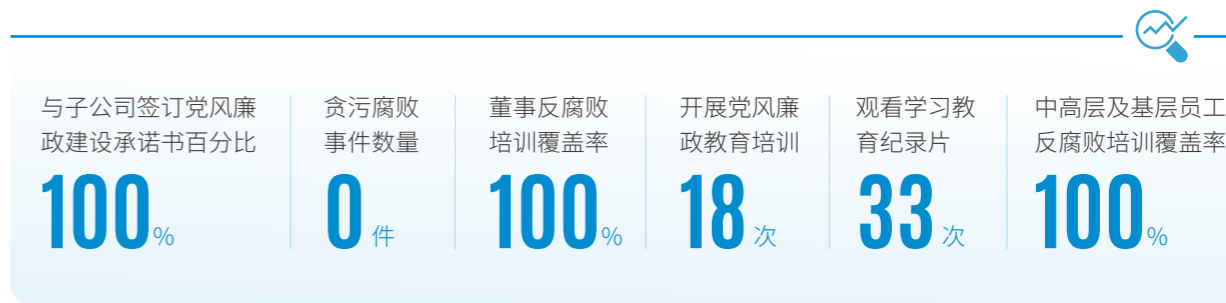 与子公司签订党风廉
政建设承诺书百分比
100%
贪污腐败
事件数量
0 件
董事反腐败
培训覆盖率
100%
开展党风廉
政教育培训
18 次
观看学习教
育纪录片
33 次
中高层及基层员工
反腐败培训覆盖率
100%